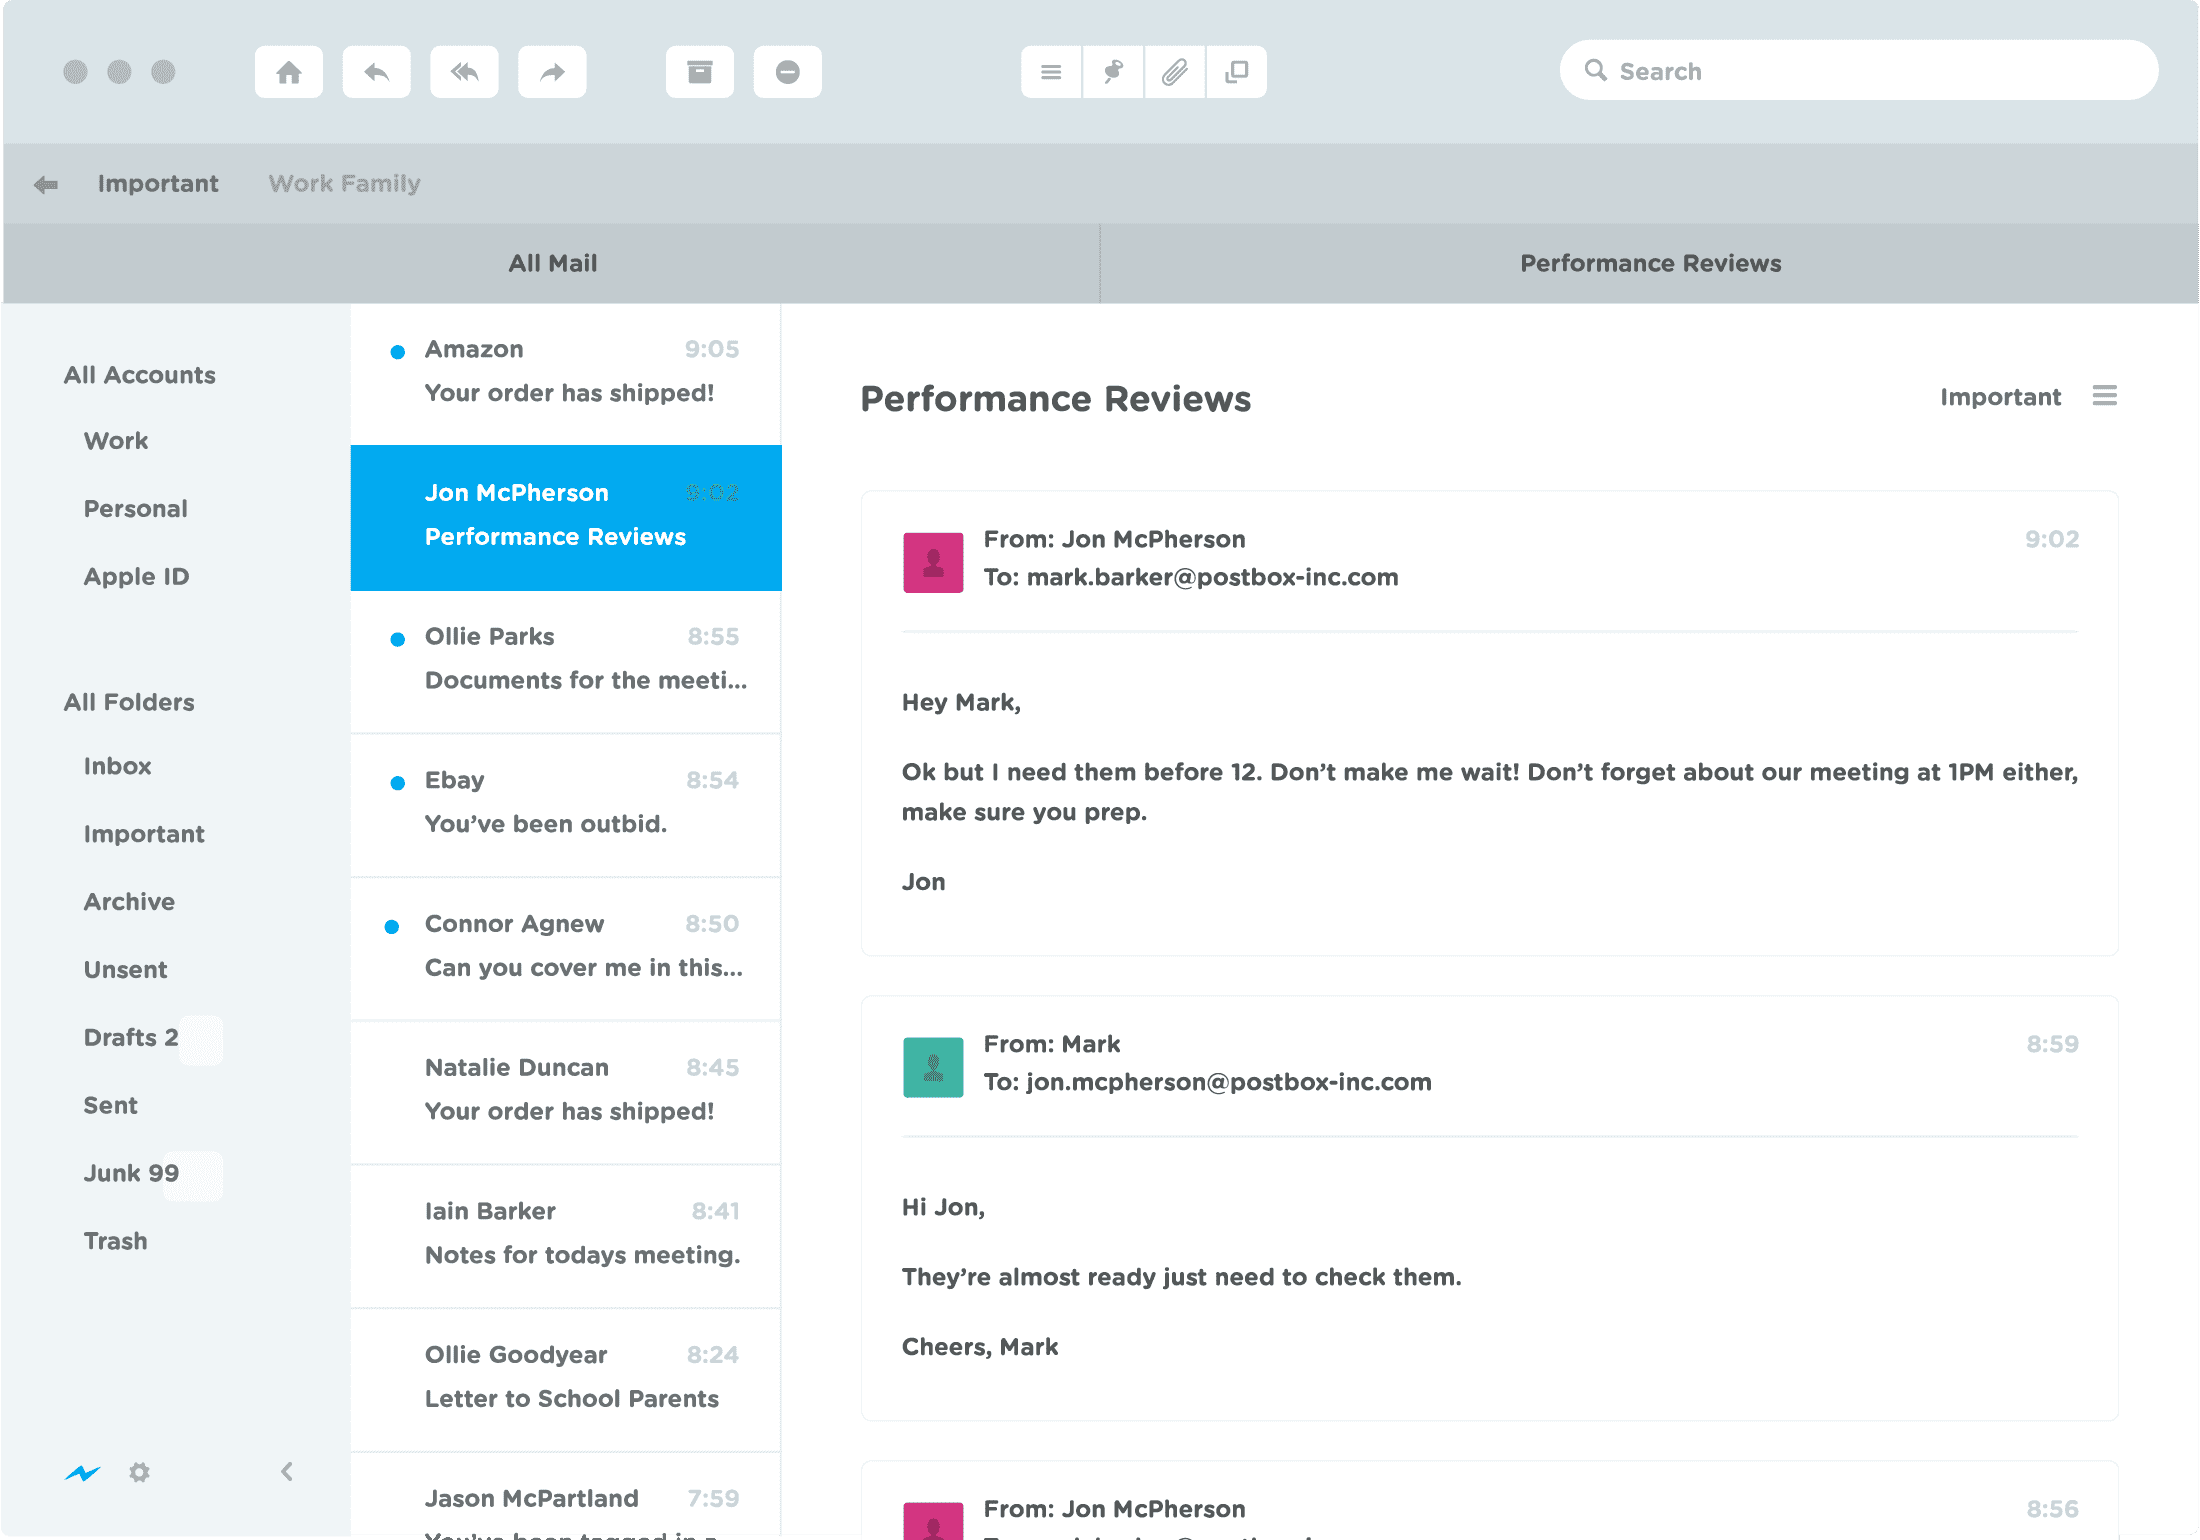 Search
Important
Work Family
All Mail
Performance Reviews
All Accounts
Work
Personal
Apple ID
All Folders
Inbox
Important
Archive
Unsent
Drafts 2
Sent
Junk 99
Trash
Amazon 9:05
Your order has shipped!
Jon McPherson 9:02
Performance Reviews
Ollie Parks 8:55
Documents for the meeti...
Ebay 8:54
You’ve been outbid.
Connor Agnew 8:50
Can you cover me in this...
Natalie Duncan 8:45
Your order has shipped!
Iain Barker 8:41
Notes for todays meeting.
Ollie Goodyear 8:24
Letter to School Parents
Jason McPartland 7:59
You’ve been tagged in a
Performance Reviews
Important
From: Jon McPherson 9:02
To: mark.barker@postbox-inc.com
Hey Mark,
Ok but I need them before 12. Don’t make me wait! Don’t forget about our meeting at 1PM either,
make sure you prep.
Jon
From: Mark 8:59
To: jon.mcpherson@postbox-inc.com
Hi Jon,
They’re almost ready just need to check them.
Cheers, Mark
From: Jon McPherson 8:56